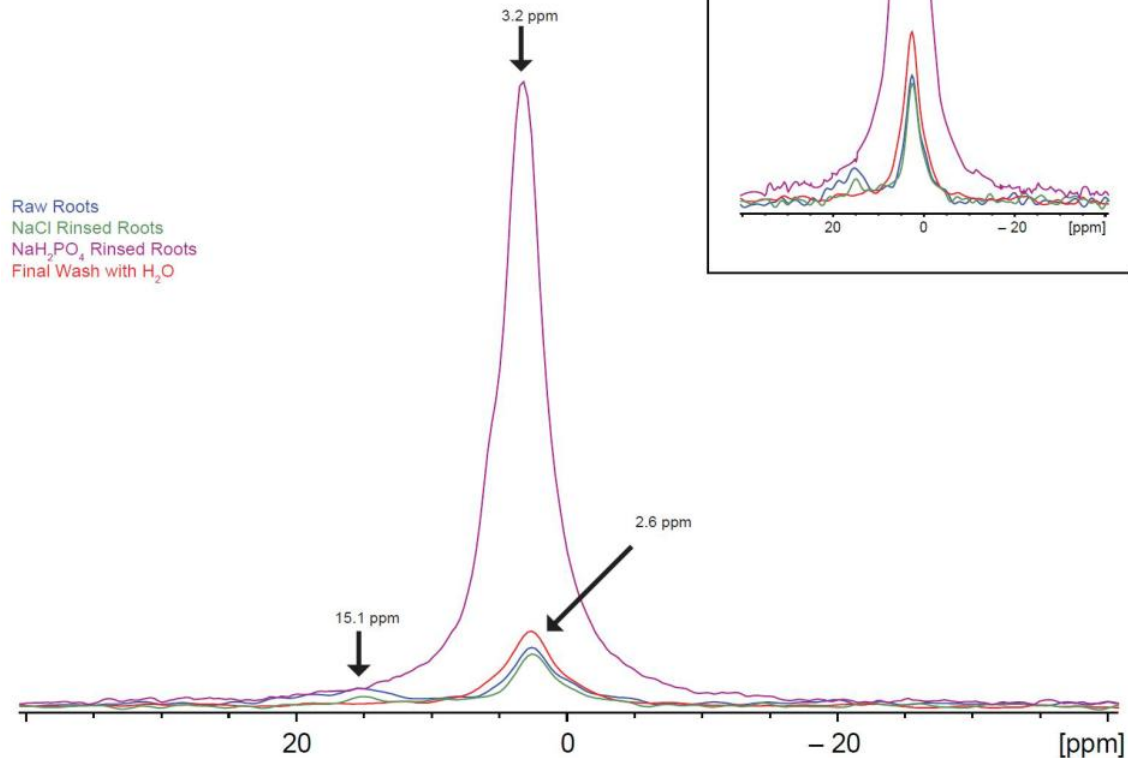 3.2 ppm
20
0
– 20
[ppm]
Raw Roots
NaCl Rinsed Roots
NaH₂PO₄ Rinsed Roots
Final Wash with H₂O
2.6 ppm
15.1 ppm
20
0
– 20
[ppm]